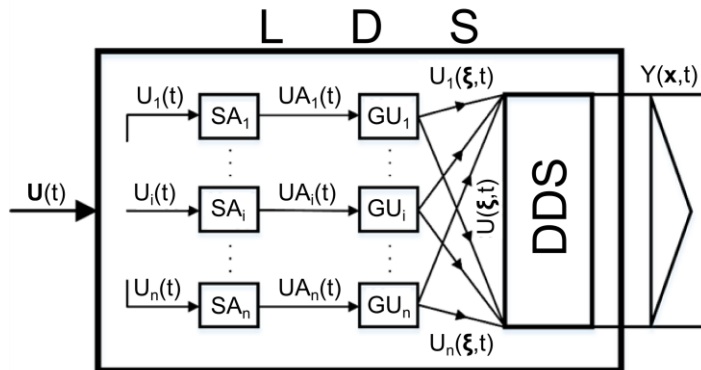 L D S
U₁(ξ,t)
Y(x,t)
U₁(t)
SA₁
UA₁(t)
GU₁
U(t)
Uᵢ(t)
SAᵢ
UAᵢ(t)
GUᵢ
U(ξ,t)
DDS
Uₙ(t)
SAₙ
UAₙ(t)
GUₙ
Uₙ(ξ,t)